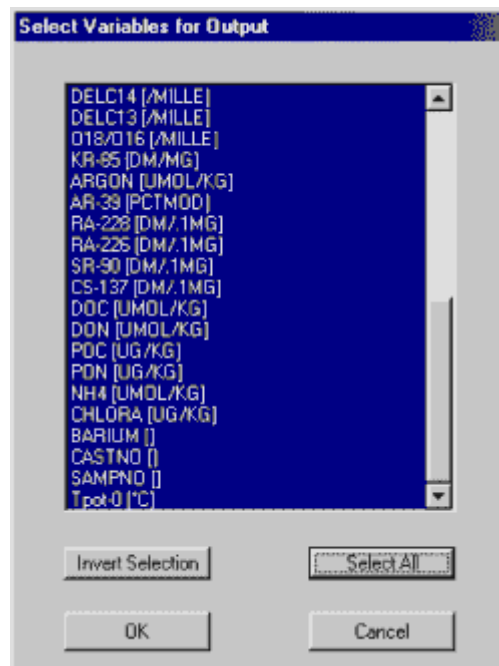 Select Variables for Output
DELC14 [/MILLE]
DELC13 [/MILLE]
O18/O16 [/MILLE]
KR-85 [DM/MG]
ARGON [UMOL/KG]
AR-39 [PCTMOD]
RA-228 [DM/.1MG]
RA-226 [DM/.1MG]
SR-90 [DM/.1MG]
CS-137 [DM/.1MG]
DOC [UMOL/KG]
DON [UMOL/KG]
POC [UG/KG]
PON [UG/KG]
NH4 [UMOL/KG]
CHLORA [UG/KG]
BARIUM []
CASTNO []
SAMPNO []
Tpot-0 [°C]
Invert Selection Select All
OK Cancel